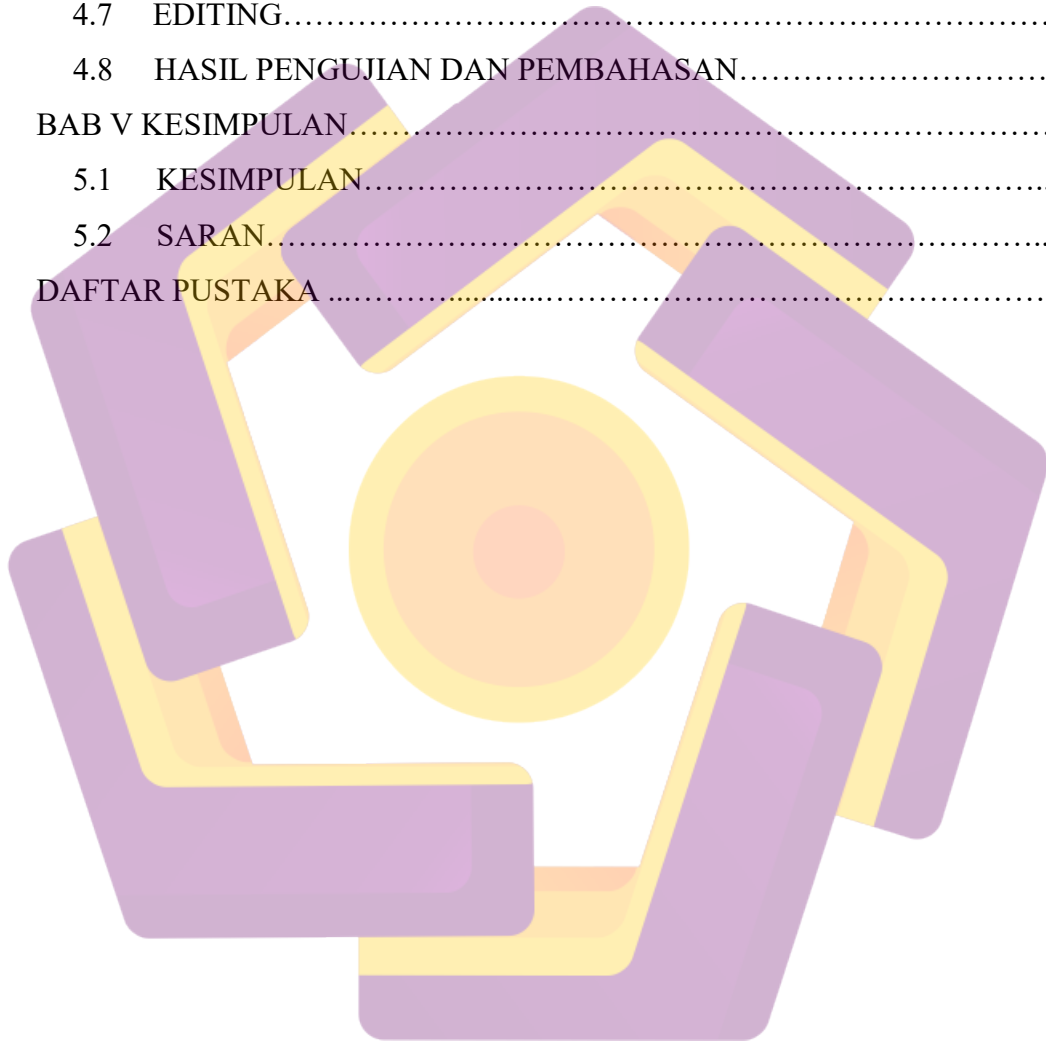 4.7 EDITING……………………………………………………………………
4.8 HASIL PENGUJIAN DAN PEMBAHASAN…………………………
BAB V KESIMPULAN……………………………………………………………
5.1 KESIMPULAN…………………………………………………………..
5.2 SARAN……………………………………………………………………..
DAFTAR PUSTAKA ...……….............………………………………………